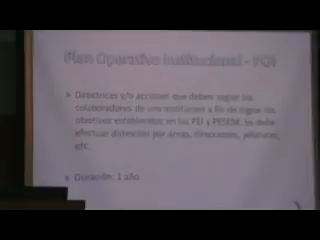 Plan Operativo Institucional - POI
Directrices y/o acciones que deben seguir los
colaboradores de una institución a fin de lograr los
objetivos establecidos en los PEI y PESEM. Se debe
efectuar distinción por áreas, direcciones, jefaturas,
etc.
Duración: 1 año